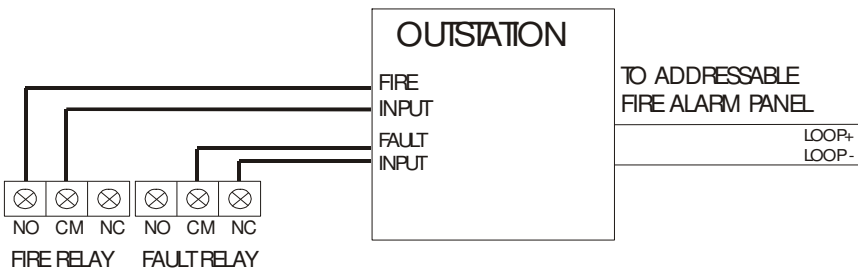 OUTSTATION
FIRE
INPUT
FAULT
INPUT
TO ADDRESSABLE
FIRE ALARM PANEL
LOOP+
LOOP-
NO CM NC NO CM NC
FIRE RELAY FAULT RELAY